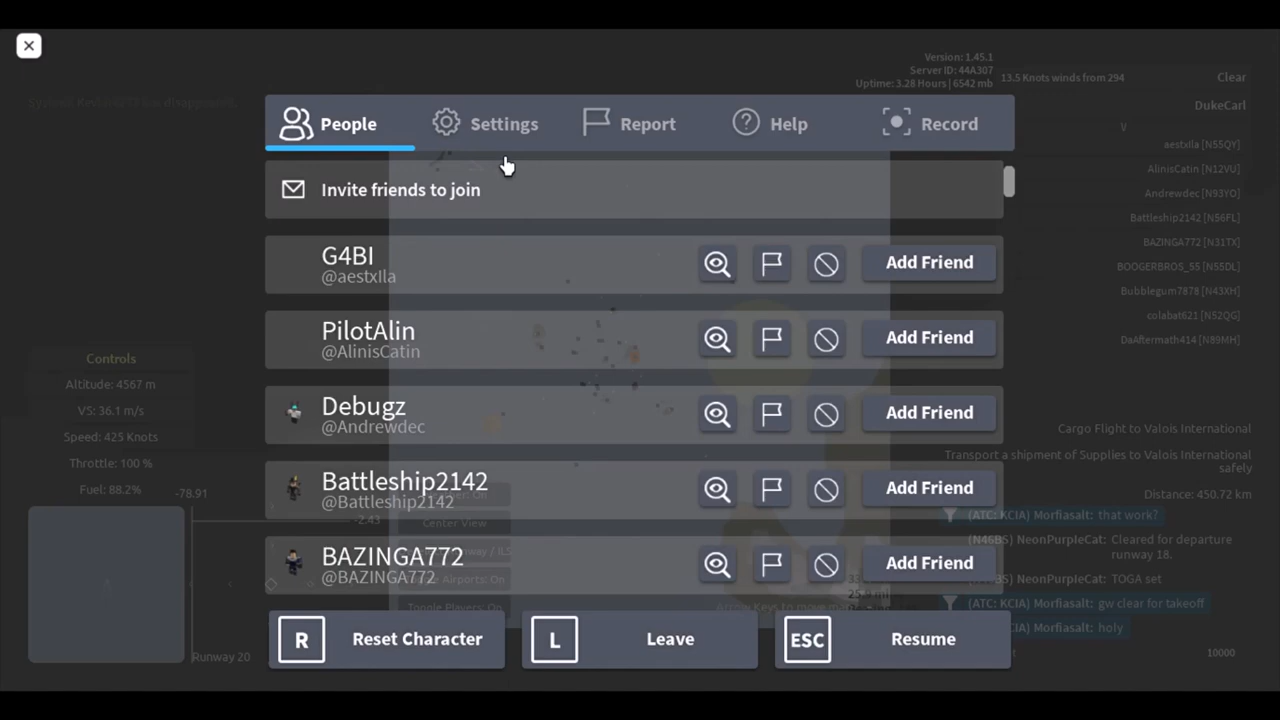 Version: 1.45.1
Server ID: 44A307
Uptime: 3.28 Hours | 6542 mb
13.5 Knots winds from 294
Clear
DukeCarl
V
aestxlla [N55QY]
AlinisCatin [N12VU]
Andrewdec [N93YO]
Battleship2142 [N56FL]
BAZINGA772 [N31TX]
BOOGERBROS_55 [N55DL]
Bubblegum7878 [N43XH]
colabat621 [N52QG]
DaAftermath414 [N89MH]
People
Settings
Report
Help
Record
Invite friends to join
G4BI
@aestxlla
Add Friend
PilotAlin
@AlinisCatin
Add Friend
Debugz
@Andrewdec
Add Friend
Battleship2142
@Battleship2142
Add Friend
BAZINGA772
@BAZINGA772
Add Friend
Controls
Altitude: 4567 m
VS: 36.1 m/s
Speed: 425 Knots
Throttle: 100 %
Fuel: 88.2%
-78.91
-2.43
Runway 20
Center View
Cargo Flight to Valois International
Transport a shipment of Supplies to Valois International
safely
Distance: 450.72 km
(ATC: KCIA) Morfiasalt: that work?
(N46BS) NeonPurpleCat: Cleared for departure
runway 18.
NeonPurpleCat: TOGA set
(ATC: KCIA) Morfiasalt: gw clear for takeoff
Morfiasalt: holy
10000
R Reset Character
L Leave
ESC Resume